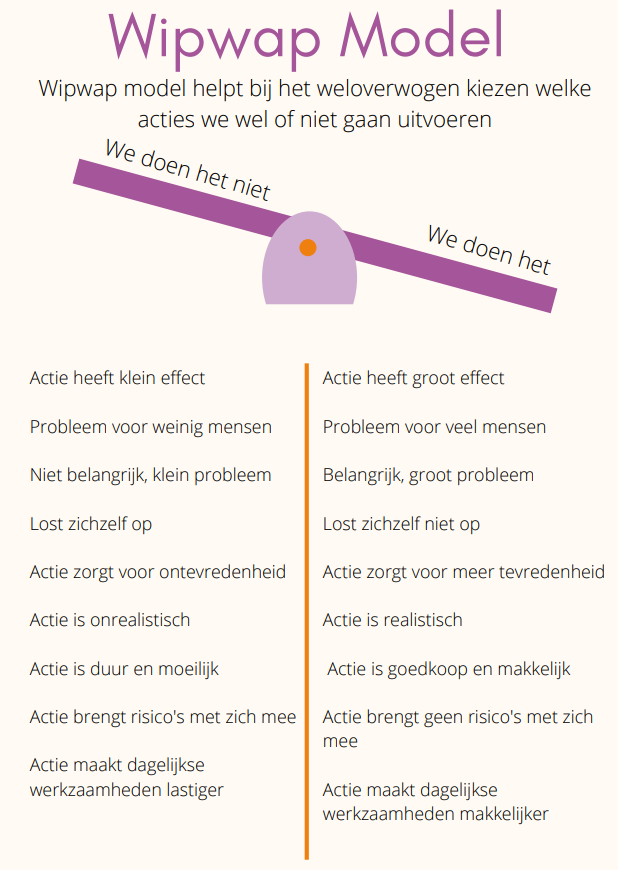 Wipwap Model
Wipwap model helpt bij het weloverwogen kiezen welke
acties we wel of niet gaan uitvoeren
We doen het niet
We doen het
Actie heeft klein effect
Probleem voor weinig mensen
Niet belangrijk, klein probleem
Lost zichzelf op
Actie zorgt voor ontevredenheid
Actie is onrealistisch
Actie is duur en moeilijk
Actie brengt risico's met zich mee
Actie maakt dagelijkse
werkzaamheden lastiger
Actie heeft groot effect
Probleem voor veel mensen
Belangrijk, groot probleem
Lost zichzelf niet op
Actie zorgt voor meer tevredenheid
Actie is realistisch
Actie is goedkoop en makkelijk
Actie brengt geen risico's met zich
mee
Actie maakt dagelijkse
werkzaamheden makkelijker